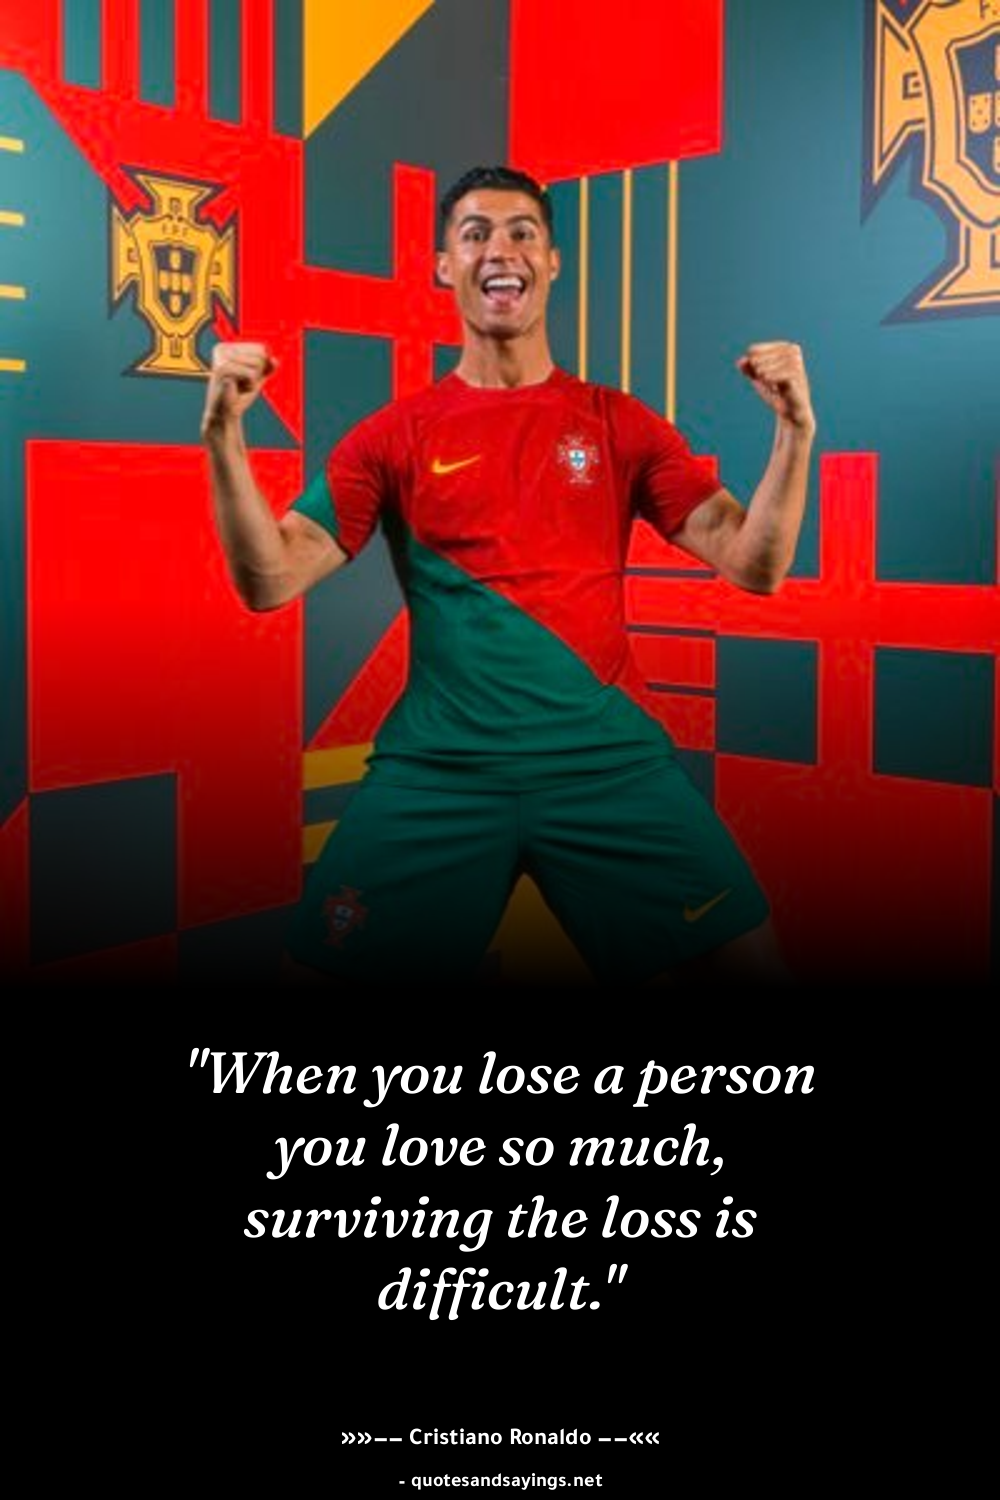 "When you lose a person
you love so much,
surviving the loss is
difficult."
»»–– Cristiano Ronaldo ––««
- quotesandsayings.net